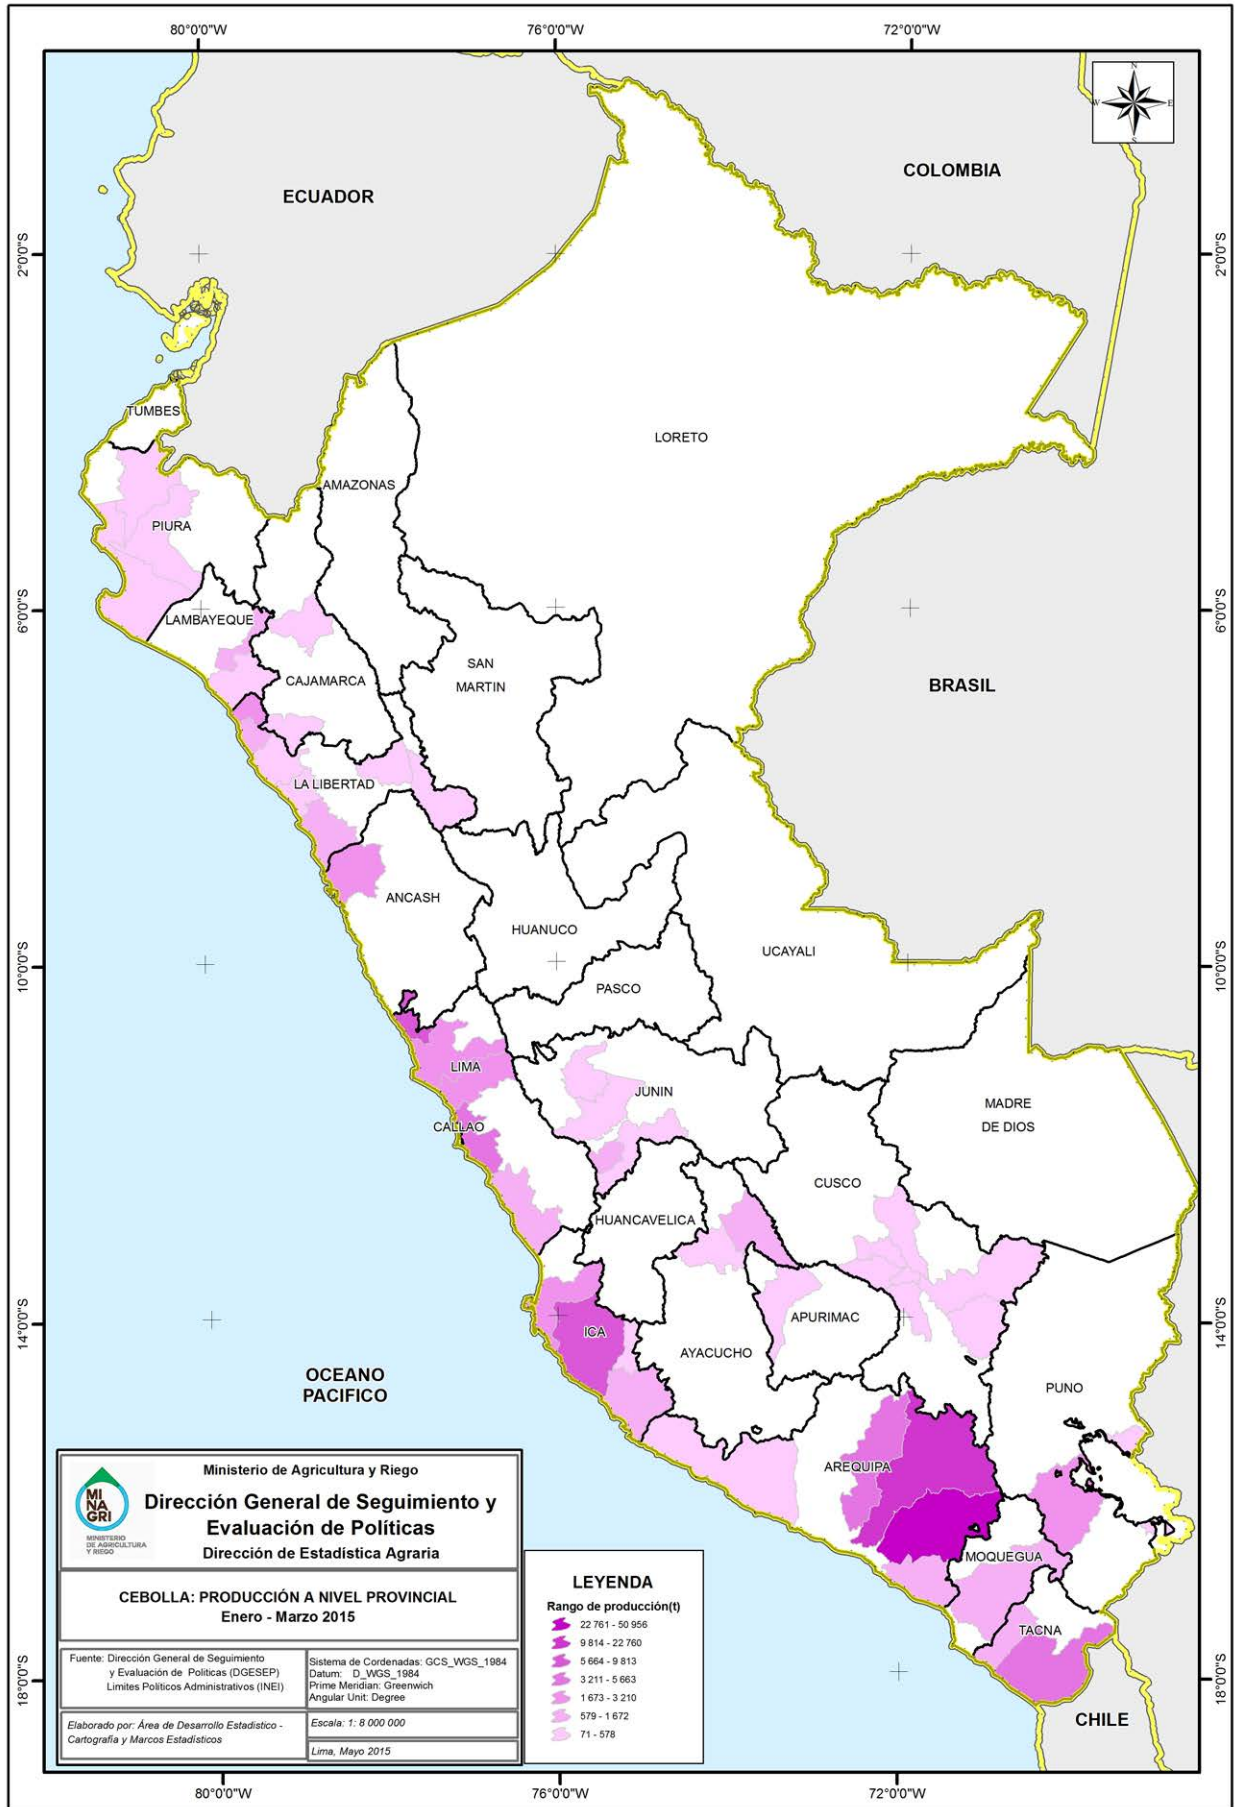 80°0'0"W
76°0'0"W
72°0'0"W
N
W
E
S
COLOMBIA
ECUADOR
2°0'0"S
2°0'0"S
TUMBES
LORETO
AMAZONAS
PIURA
6°0'0"S
6°0'0"S
LAMBAYEQUE
SAN
MARTIN
CAJAMARCA
BRASIL
LA LIBERTAD
ANCASH
HUANUCO
UCAYALI
10°0'0"S
10°0'0"S
PASCO
LIMA
JUNIN
MADRE
DE DIOS
CALLAO
CUSCO
HUANCAVELICA
14°0'0"S
14°0'0"S
ICA
APURIMAC
AYACUCHO
OCEANO
PACIFICO
PUNO
AREQUIPA
MOQUEGUA
TACNA
18°0'0"S
18°0'0"S
CHILE
MI
NA
GRI
MINISTERIO
DE AGRICULTURA
Y RIEGO
Ministerio de Agricultura y Riego
Dirección General de Seguimiento y
Evaluación de Políticas
Dirección de Estadística Agraria
CEBOLLA: PRODUCCIÓN A NIVEL PROVINCIAL
Enero - Marzo 2015
Fuente: Dirección General de Seguimiento
y Evaluación de Politicas (DGESEP)
Limites Políticos Administrativos (INEI)
Sistema de Cordenadas: GCS_WGS_1984
Datum: D_WGS_1984
Prime Meridian: Greenwich
Angular Unit: Degree
Elaborado por: Área de Desarrollo Estadistico -
Cartografía y Marcos Estadísticos
Escala: 1: 8 000 000
Lima, Mayo 2015
LEYENDA
Rango de producción(t)
22 761 - 50 956
9 814 - 22 760
5 664 - 9 813
3 211 - 5 663
1 673 - 3 210
579 - 1 672
71 - 578
80°0'0"W
76°0'0"W
72°0'0"W